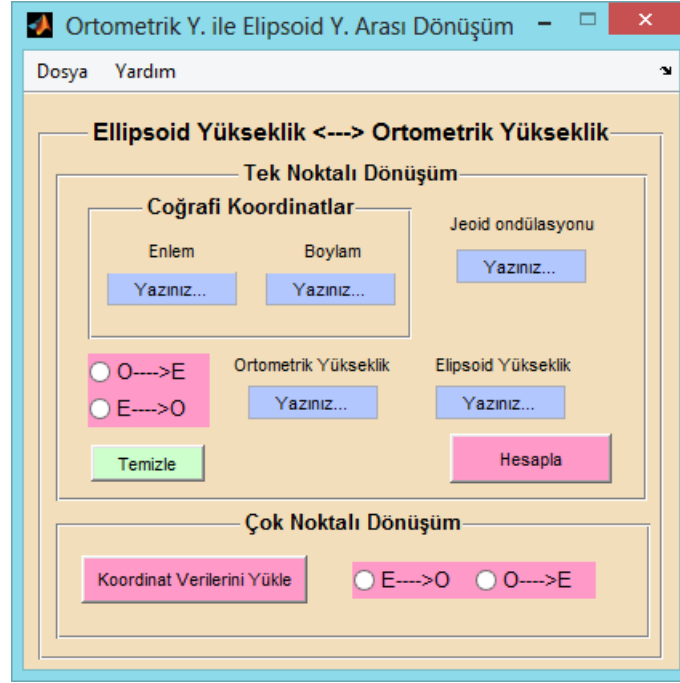 Ortometrik Y. ile Elipsoid Y. Arası Dönüşüm
Dosya Yardım
Ellipsoid Yükseklik <---> Ortometrik Yükseklik
Tek Noktalı Dönüşüm
Coğrafi Koordinatlar
Jeoid ondülasyonu
Enlem Boylam
Yazınız...
Yazınız... Yazınız...
O---->E
E---->O
Ortometrik Yükseklik Elipsoid Yükseklik
Yazınız... Yazınız...
Temizle
Hesapla
Çok Noktalı Dönüşüm
Koordinat Verilerini Yükle
E---->O O---->E